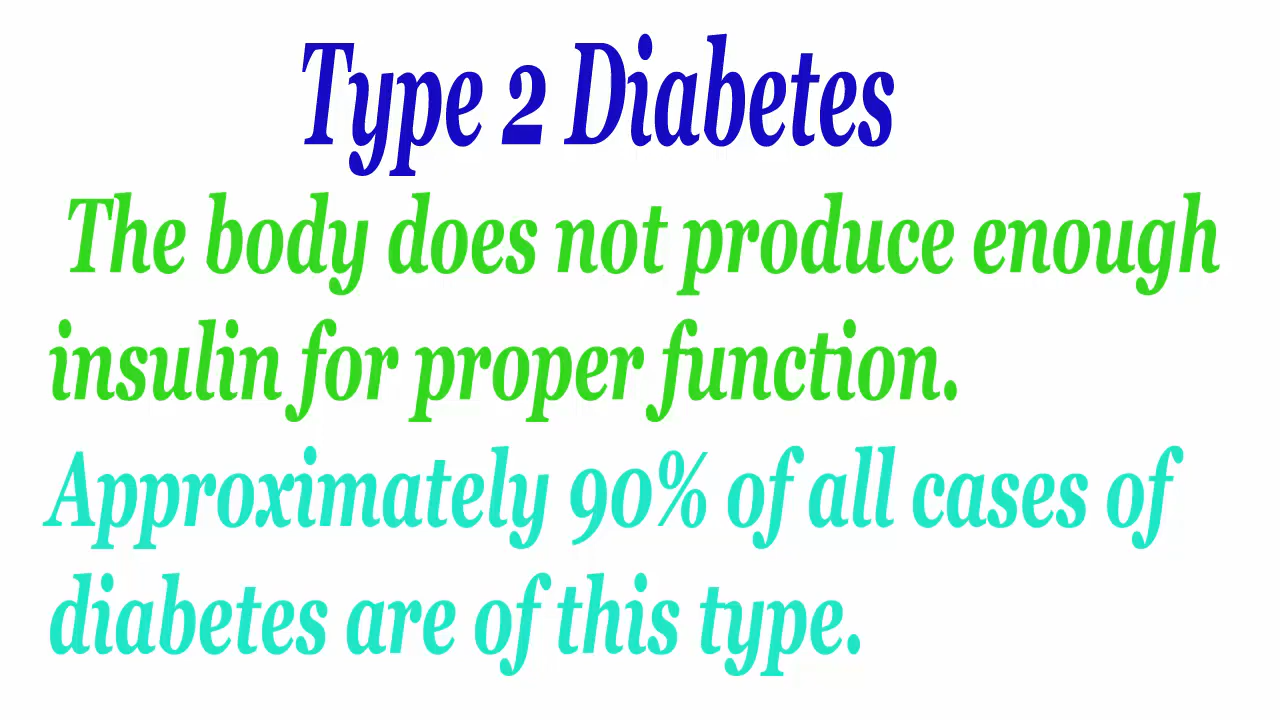 Type 2 Diabetes
The body does not produce enough
insulin for proper function.
Approximately 90% of all cases of
diabetes are of this type.